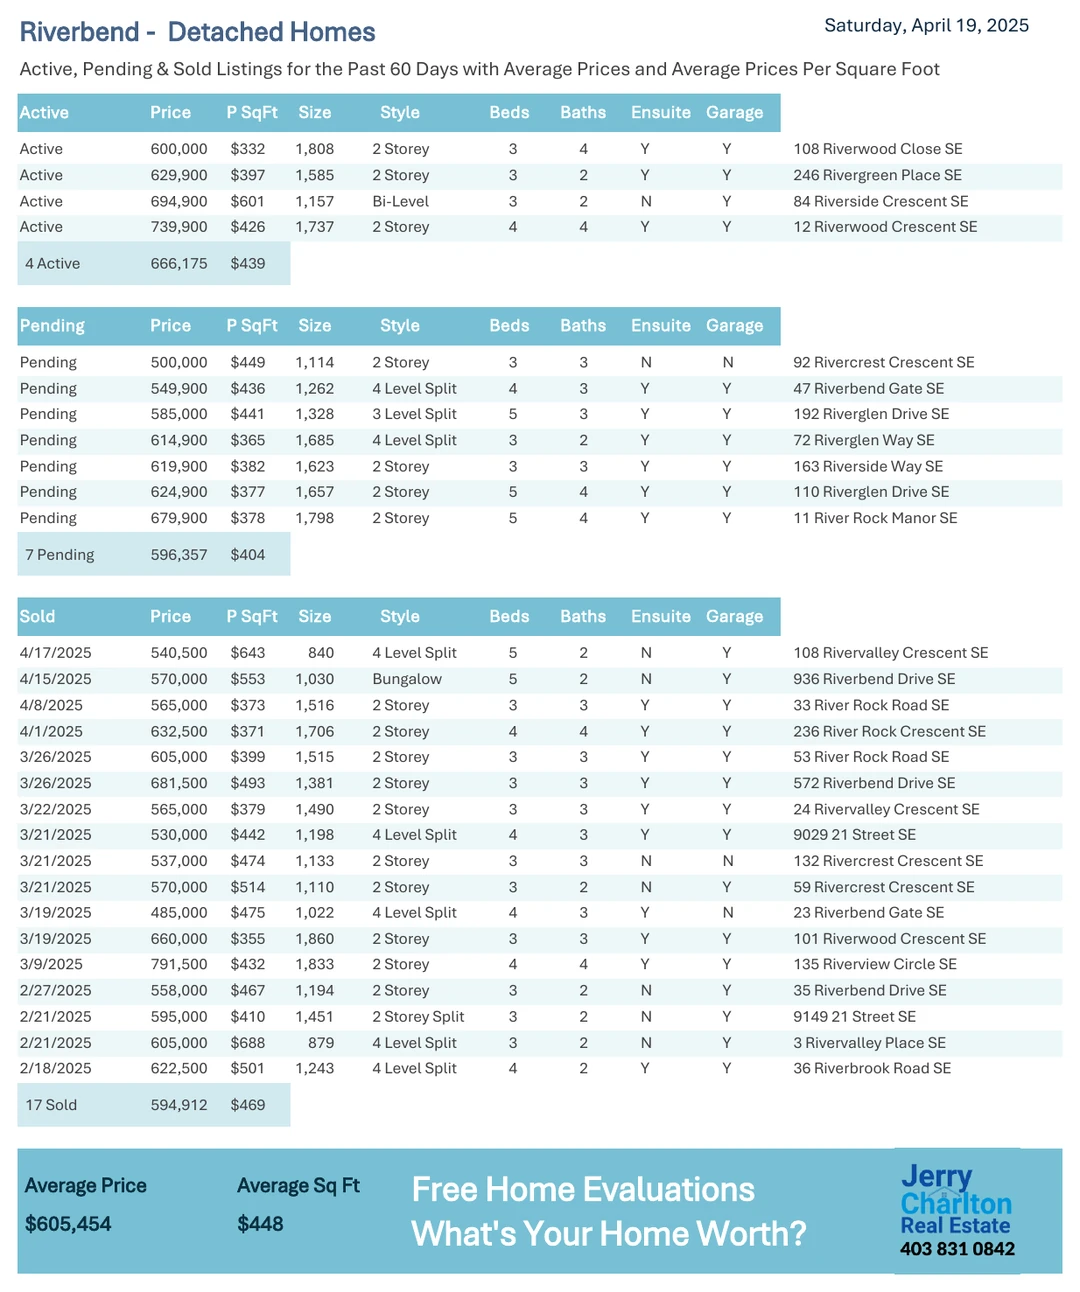 Riverbend - Detached Homes
Saturday, April 19, 2025
Active, Pending & Sold Listings for the Past 60 Days with Average Prices and Average Prices Per Square Foot
Active Price P SqFt Size Style Beds Baths Ensuite Garage
Active 600,000 $332 1,808 2 Storey 3 4 Y Y 108 Riverwood Close SE
Active 629,900 $397 1,585 2 Storey 3 2 Y Y 246 Rivergreen Place SE
Active 694,900 $601 1,157 Bi-Level 3 2 N Y 84 Riverside Crescent SE
Active 739,900 $426 1,737 2 Storey 4 4 Y Y 12 Riverwood Crescent SE
4 Active 666,175 $439
Pending Price P SqFt Size Style Beds Baths Ensuite Garage
Pending 500,000 $449 1,114 2 Storey 3 3 N N 92 Rivercrest Crescent SE
Pending 549,900 $436 1,262 4 Level Split 4 3 Y Y 47 Riverbend Gate SE
Pending 585,000 $441 1,328 3 Level Split 5 3 Y Y 192 Riverglen Drive SE
Pending 614,900 $365 1,685 4 Level Split 3 2 Y Y 72 Riverglen Way SE
Pending 619,900 $382 1,623 2 Storey 3 3 Y Y 163 Riverside Way SE
Pending 624,900 $377 1,657 2 Storey 5 4 Y Y 110 Riverglen Drive SE
Pending 679,900 $378 1,798 2 Storey 5 4 Y Y 11 River Rock Manor SE
7 Pending 596,357 $404
Sold Price P SqFt Size Style Beds Baths Ensuite Garage
4/17/2025 540,500 $643 840 4 Level Split 5 2 N Y 108 Rivervalley Crescent SE
4/15/2025 570,000 $553 1,030 Bungalow 5 2 N Y 936 Riverbend Drive SE
4/8/2025 565,000 $373 1,516 2 Storey 3 3 Y Y 33 River Rock Road SE
4/1/2025 632,500 $371 1,706 2 Storey 4 4 Y Y 236 River Rock Crescent SE
3/26/2025 605,000 $399 1,515 2 Storey 3 3 Y Y 53 River Rock Road SE
3/26/2025 681,500 $493 1,381 2 Storey 3 3 Y Y 572 Riverbend Drive SE
3/22/2025 565,000 $379 1,490 2 Storey 3 3 Y Y 24 Rivervalley Crescent SE
3/21/2025 530,000 $442 1,198 4 Level Split 4 3 Y Y 9029 21 Street SE
3/21/2025 537,000 $474 1,133 2 Storey 3 3 N N 132 Rivercrest Crescent SE
3/21/2025 570,000 $514 1,110 2 Storey 3 2 N Y 59 Rivercrest Crescent SE
3/19/2025 485,000 $475 1,022 4 Level Split 4 3 Y N 23 Riverbend Gate SE
3/19/2025 660,000 $355 1,860 2 Storey 3 3 Y Y 101 Riverwood Crescent SE
3/9/2025 791,500 $432 1,833 2 Storey 4 4 Y Y 135 Riverview Circle SE
2/27/2025 558,000 $467 1,194 2 Storey 3 2 N Y 35 Riverbend Drive SE
2/21/2025 595,000 $410 1,451 2 Storey Split 3 2 N Y 9149 21 Street SE
2/21/2025 605,000 $688 879 4 Level Split 3 2 N Y 3 Rivervalley Place SE
2/18/2025 622,500 $501 1,243 4 Level Split 4 2 Y Y 36 Riverbrook Road SE
17 Sold 594,912 $469
Average Price Average Sq Ft
$605,454 $448
Free Home Evaluations
What's Your Home Worth?
Jerry
Charlton
Real Estate
403 831 0842